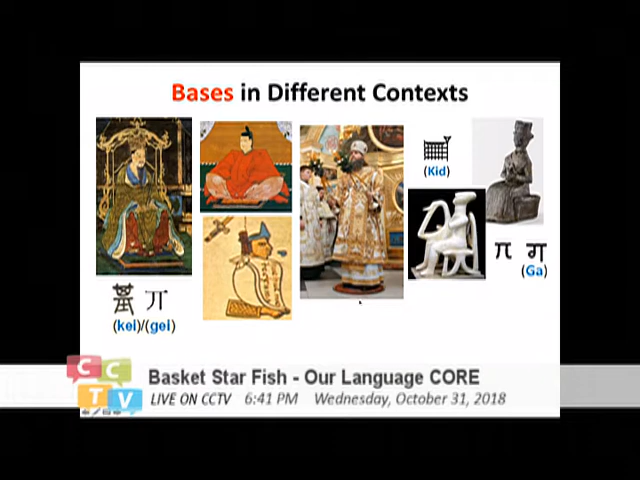 Bases in Different Contexts
(Kid)
ग
(Ga)
(kei)/(gei)
CCTV
Basket Star Fish - Our Language CORE
LIVE ON CCTV 6:41 PM Wednesday, October 31, 2018